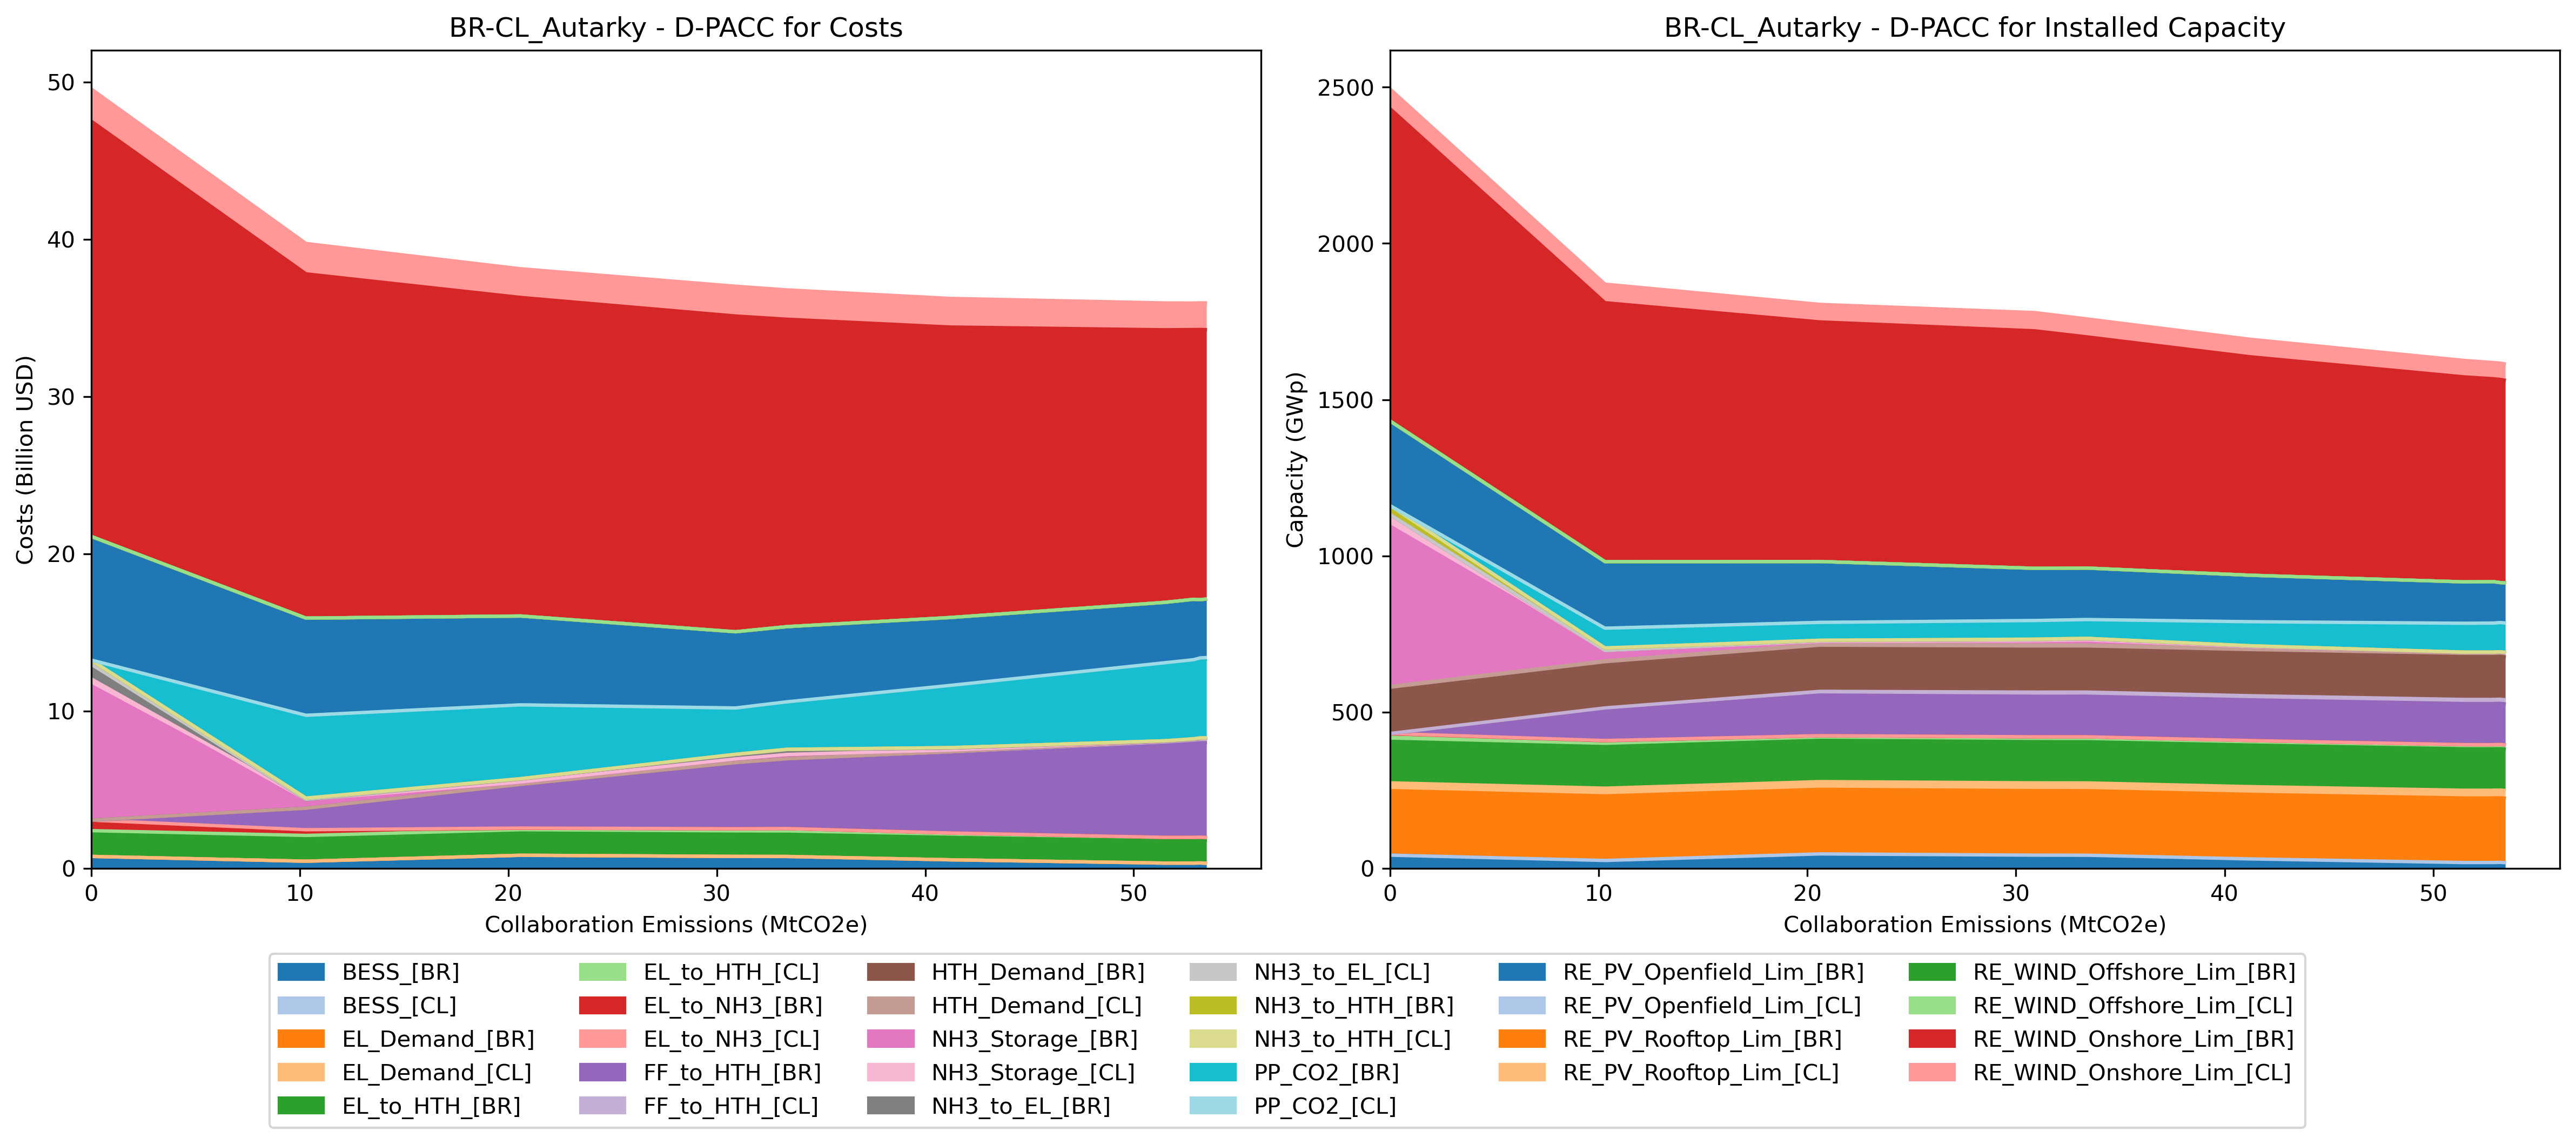 BR-CL_Autarky - D-PACC for Costs
Costs (Billion USD)
50
40
30
20
10
0
0 10 20 30 40 50
Collaboration Emissions (MtCO2e)
BR-CL_Autarky - D-PACC for Installed Capacity
Capacity (GWp)
2500
2000
1500
1000
500
0
0 10 20 30 40 50
Collaboration Emissions (MtCO2e)
BESS_[BR]
BESS_[CL]
EL_Demand_[BR]
EL_Demand_[CL]
EL_to_HTH_[BR]
EL_to_HTH_[CL]
EL_to_NH3_[BR]
EL_to_NH3_[CL]
FF_to_HTH_[BR]
FF_to_HTH_[CL]
HTH_Demand_[BR]
HTH_Demand_[CL]
NH3_Storage_[BR]
NH3_Storage_[CL]
NH3_to_EL_[BR]
NH3_to_EL_[CL]
NH3_to_HTH_[BR]
NH3_to_HTH_[CL]
PP_CO2_[BR]
PP_CO2_[CL]
RE_PV_Openfield_Lim_[BR]
RE_PV_Openfield_Lim_[CL]
RE_PV_Rooftop_Lim_[BR]
RE_PV_Rooftop_Lim_[CL]
RE_WIND_Offshore_Lim_[BR]
RE_WIND_Offshore_Lim_[CL]
RE_WIND_Onshore_Lim_[BR]
RE_WIND_Onshore_Lim_[CL]